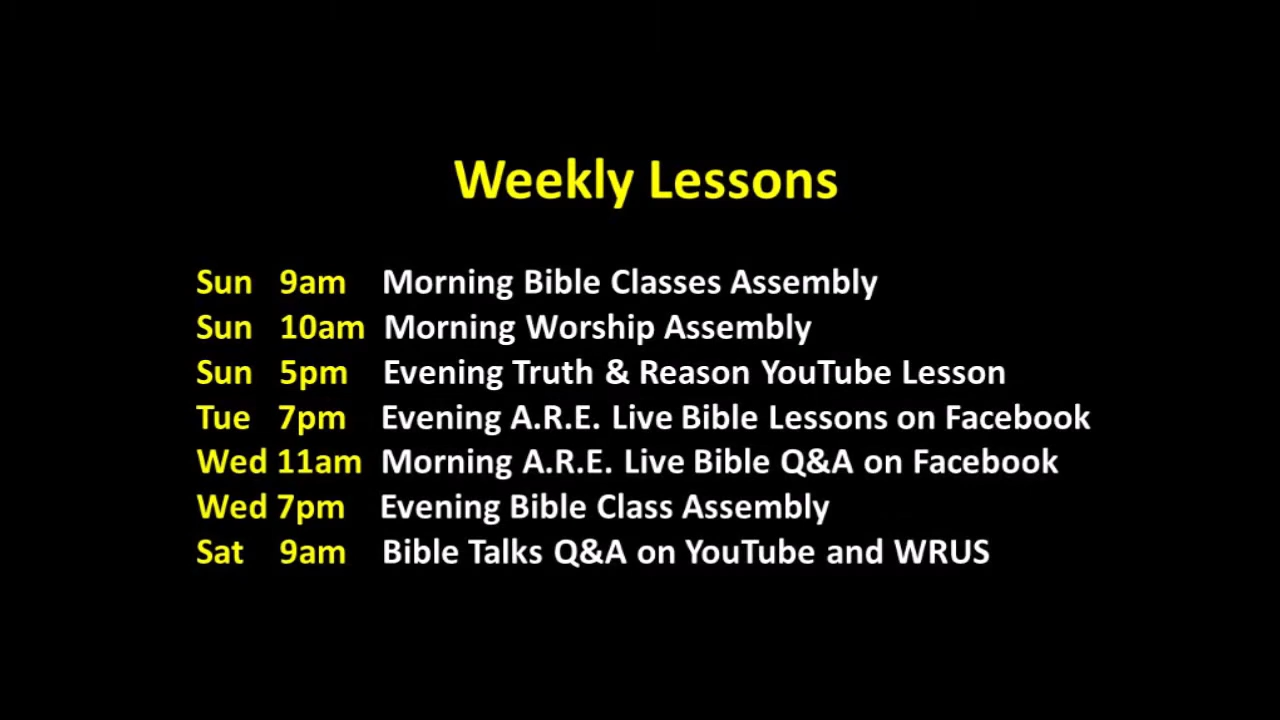 Weekly Lessons
Sun 9am Morning Bible Classes Assembly
Sun 10am Morning Worship Assembly
Sun 5pm Evening Truth & Reason YouTube Lesson
Tue 7pm Evening A.R.E. Live Bible Lessons on Facebook
Wed 11am Morning A.R.E. Live Bible Q&A on Facebook
Wed 7pm Evening Bible Class Assembly
Sat 9am Bible Talks Q&A on YouTube and WRUS